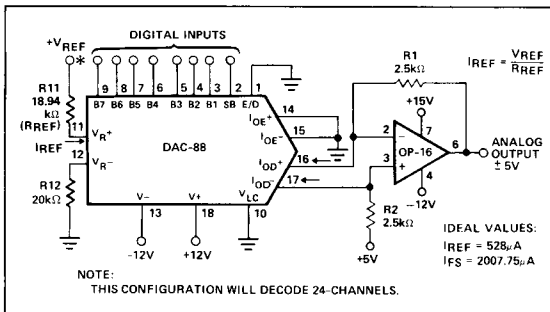 +VREF *
DIGITAL INPUTS
9 8 7 6 5 4 3 2 1
B7 B6 B5 B4 B3 B2 B1 SB E/D
R11
18.94
kΩ
(RREF)
IREF
11
VR+
12
VR-
R12
20kΩ
DAC-88
IOE+
14
IOE-
15
IOD+
16
IOD-
17
V-
V+
VLC
13
18
10
-12V
+12V
R1
2.5kΩ
IREF = VREF
RREF
+15V
2
-
7
OP-16
6
3
+
4
-12V
ANALOG
OUTPUT
± 5V
R2
2.5kΩ
+5V
IDEAL VALUES:
IREF = 528μA
IFS = 2007.75μA
NOTE:
THIS CONFIGURATION WILL DECODE 24-CHANNELS.